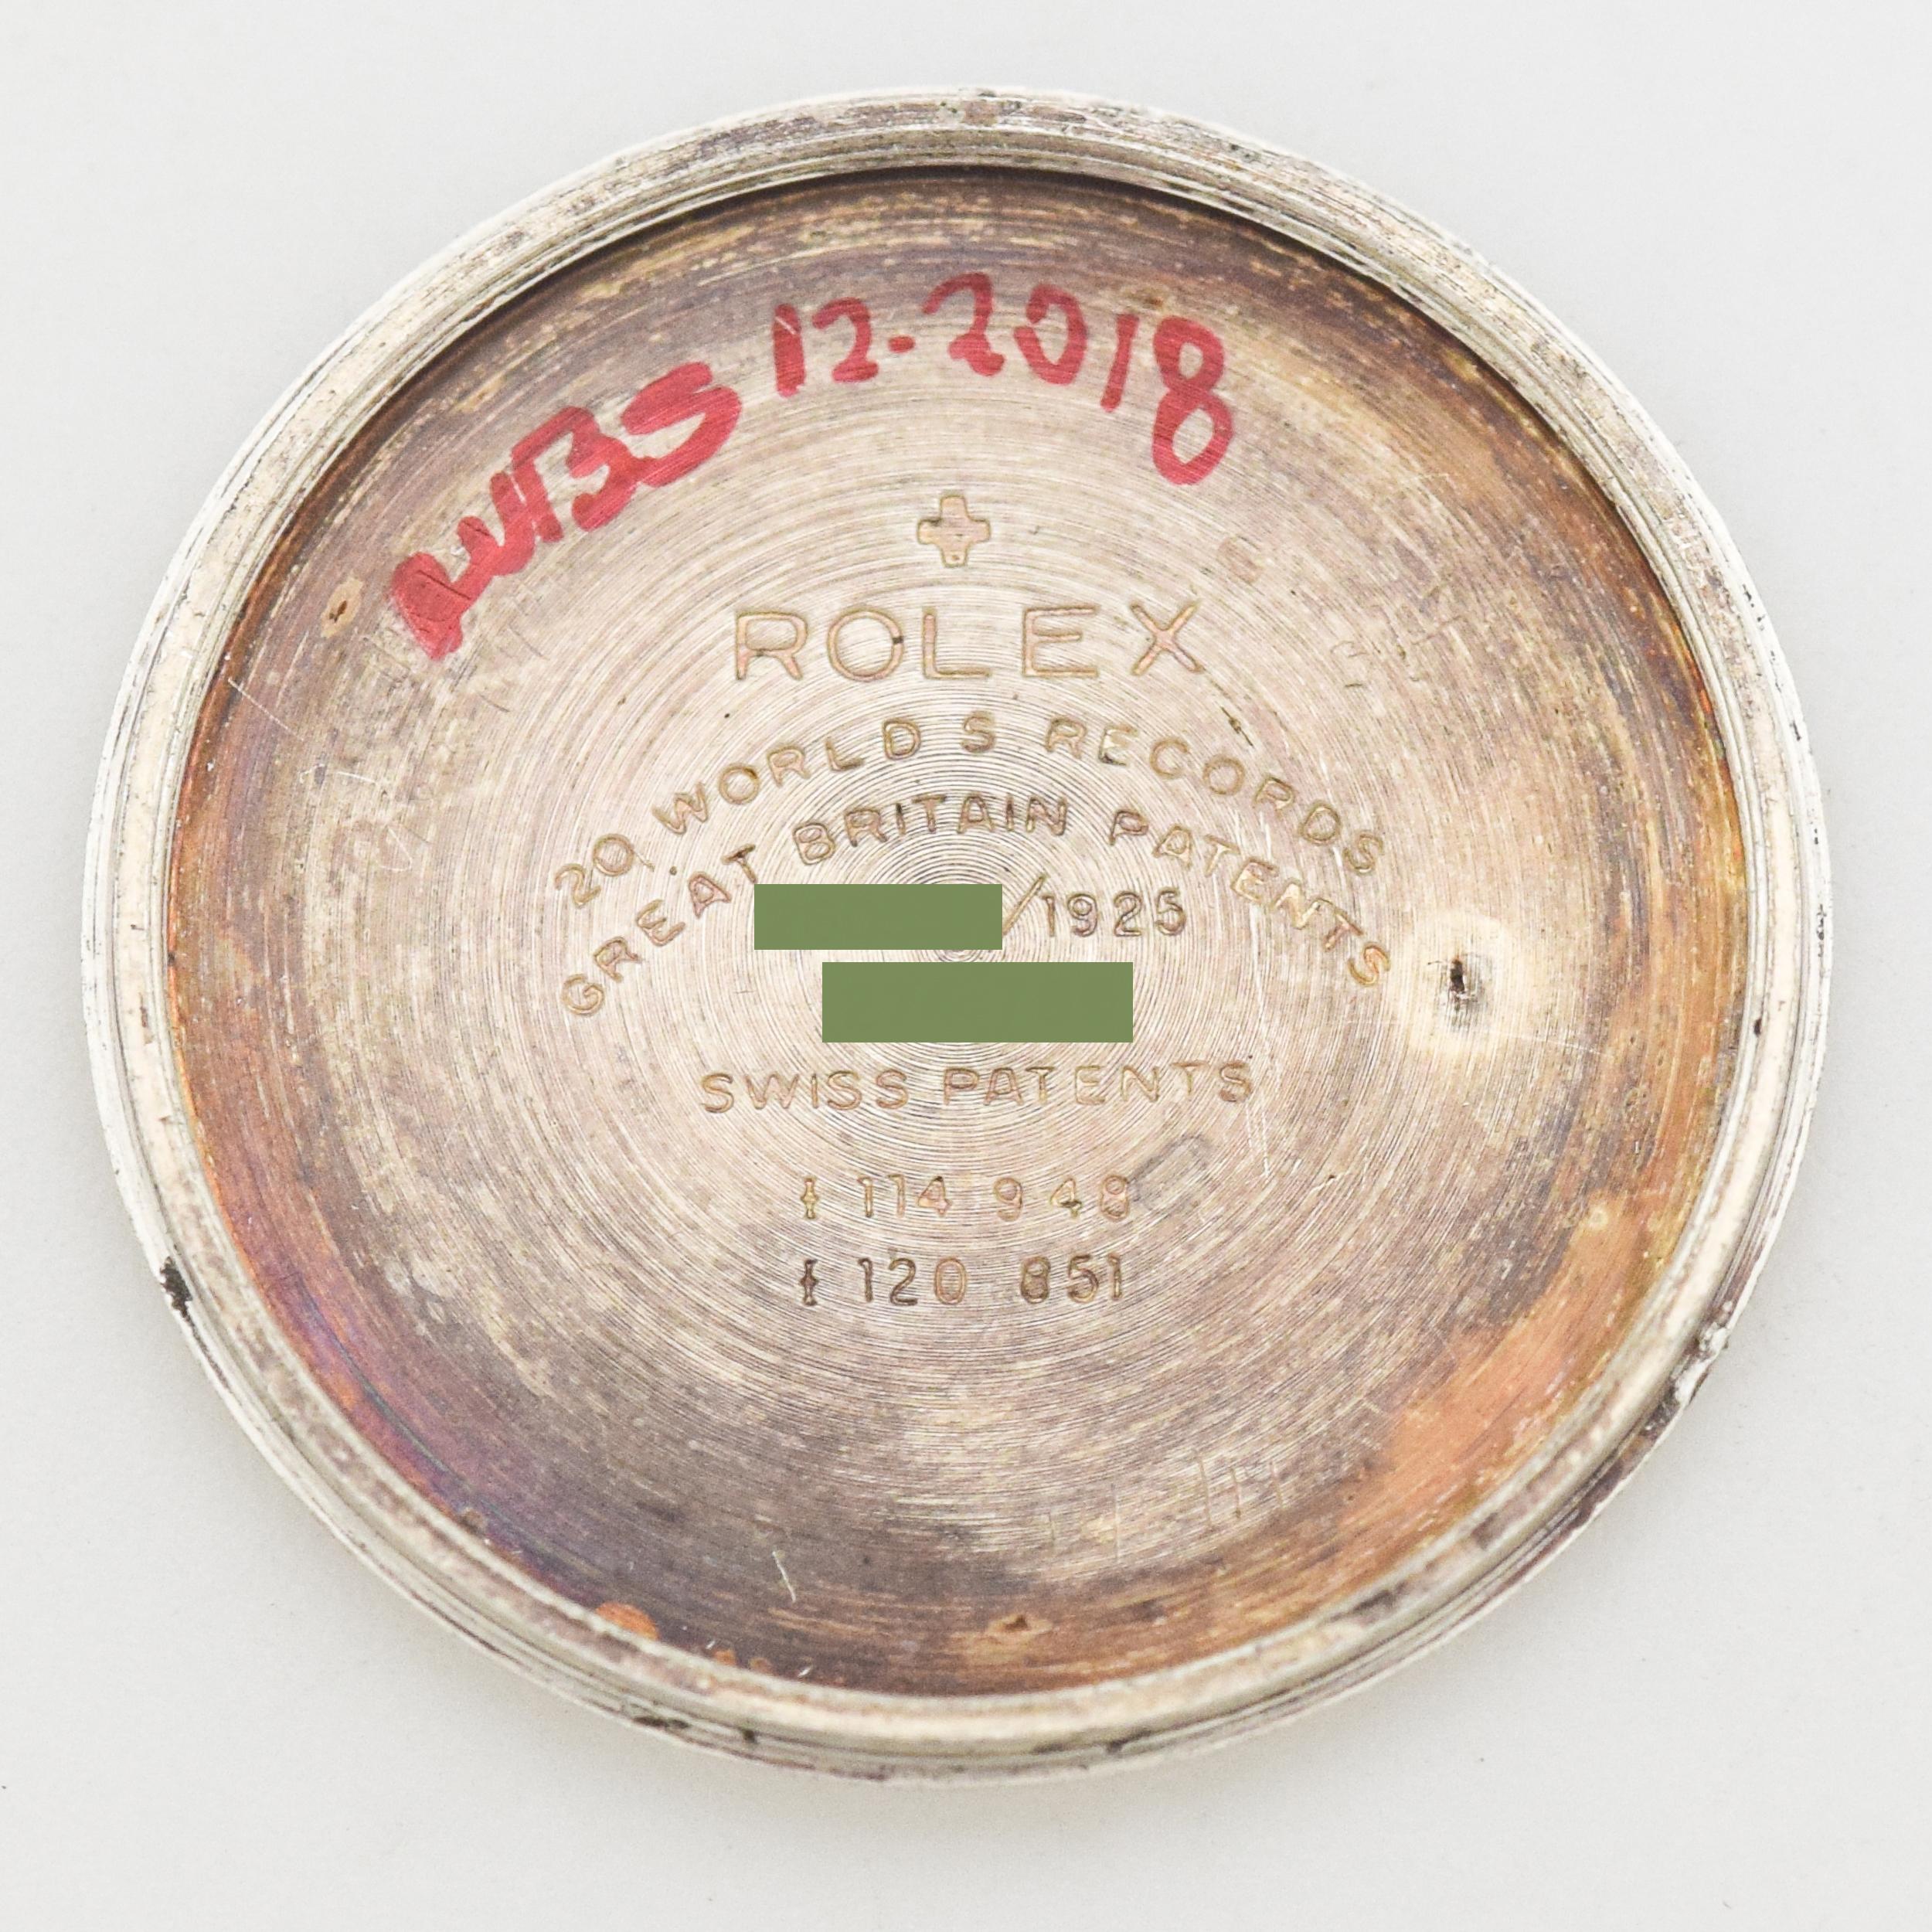 WBS 12-2018
ROLEX
20 WORLD S RECORDS
GREAT BRITAIN PATENTS
/1925
SWISS PATENTS
114 948
120 851